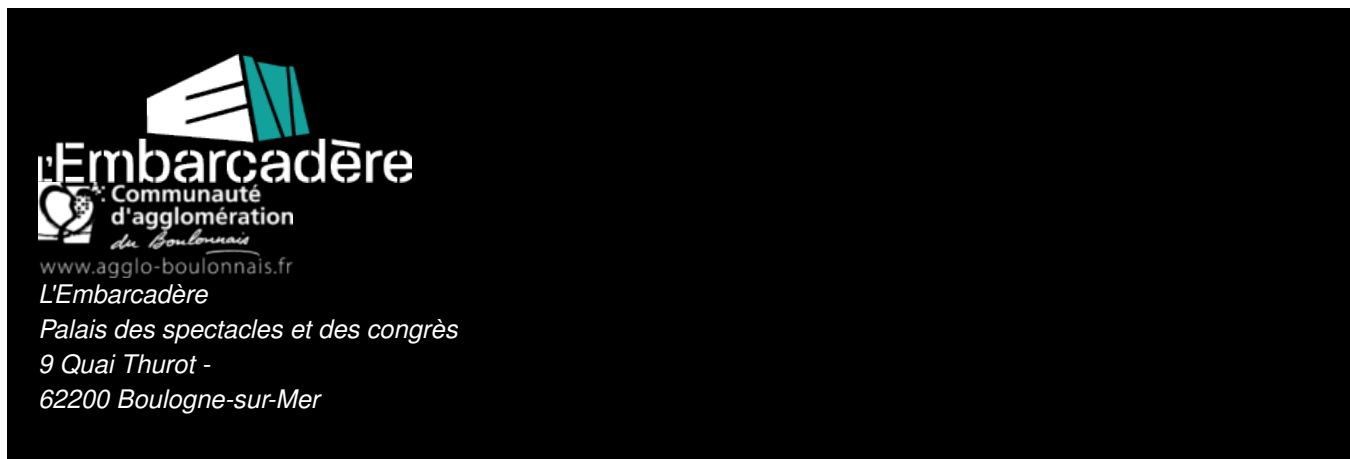 L'Embarcadère
Communauté
d'agglomération
du Boulonnais
www.agglo-boulonnais.fr
L'Embarcadère
Palais des spectacles et des congrès
9 Quai Thurot -
62200 Boulogne-sur-Mer